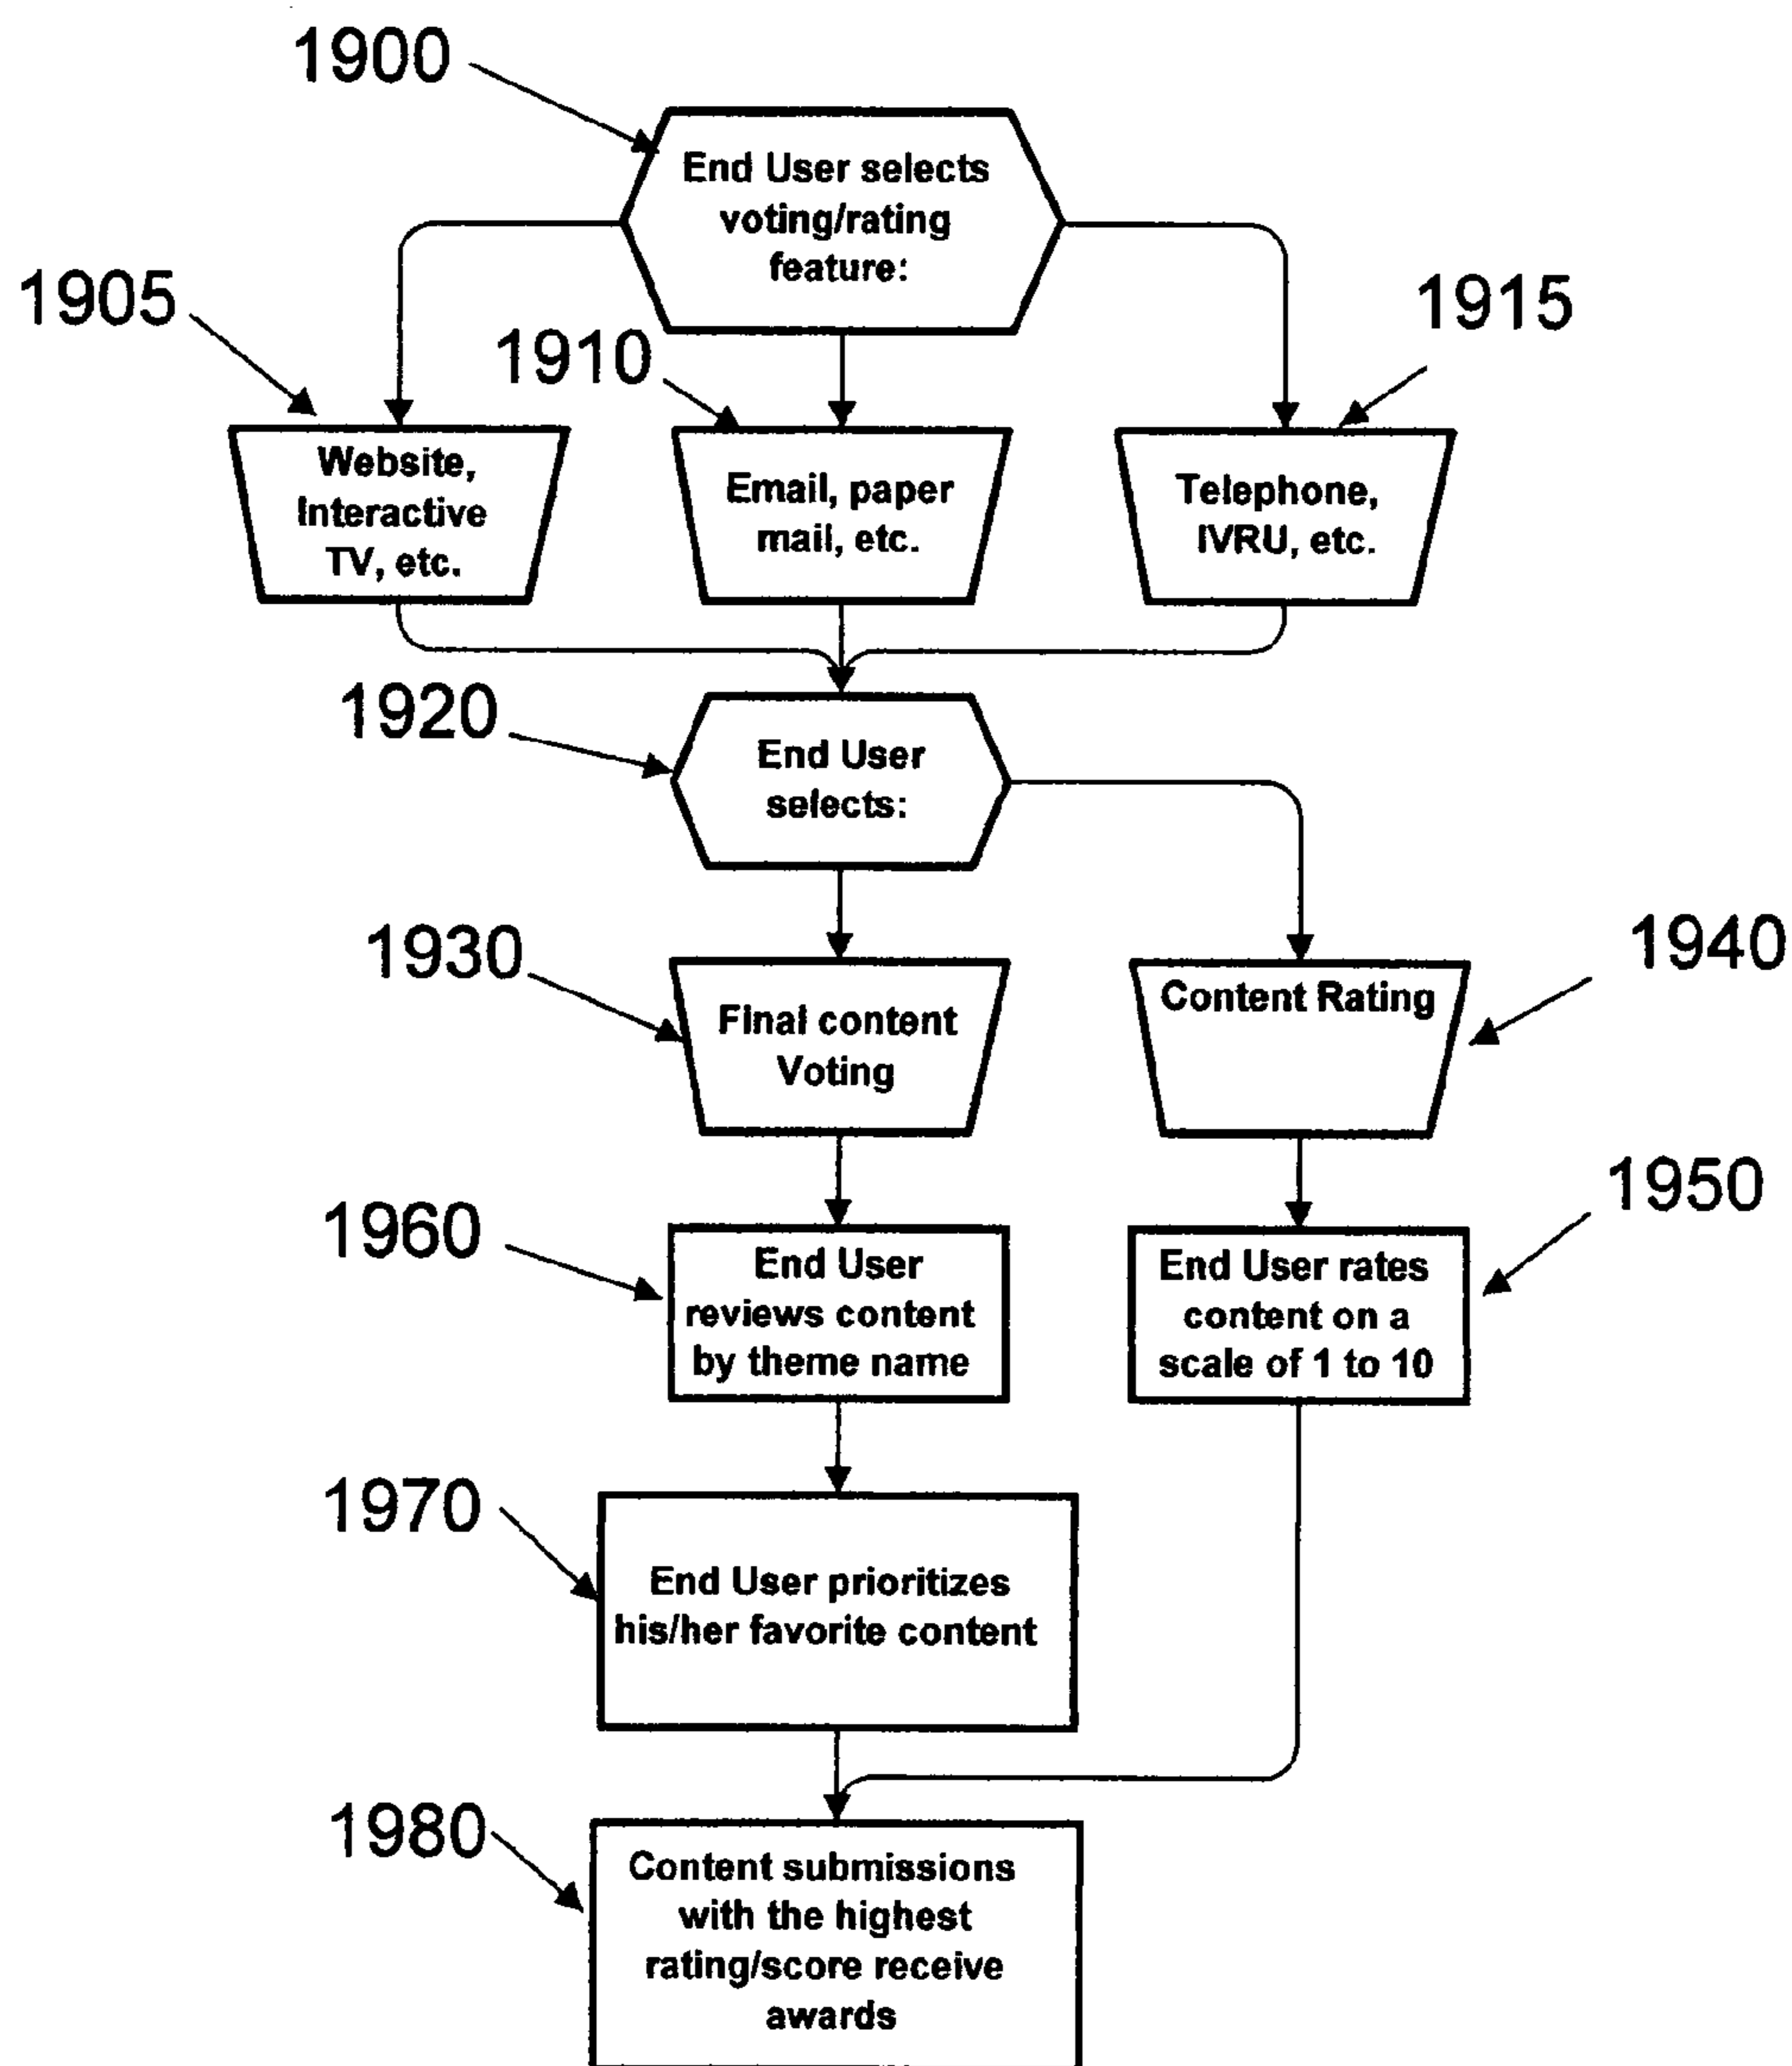 1900
End User selects
voting/rating
feature:
1905
1910
1915
Website,
Interactive
TV, etc.
Email, paper
mail, etc.
Telephone,
IVRU, etc.
1920
End User
selects:
1930
1940
Final content
Voting
Content Rating
1960
1950
End User
reviews content
by theme name
End User rates
content on a
scale of 1 to 10
1970
End User prioritizes
his/her favorite content
1980
Content submissions
with the highest
rating/score receive
awards